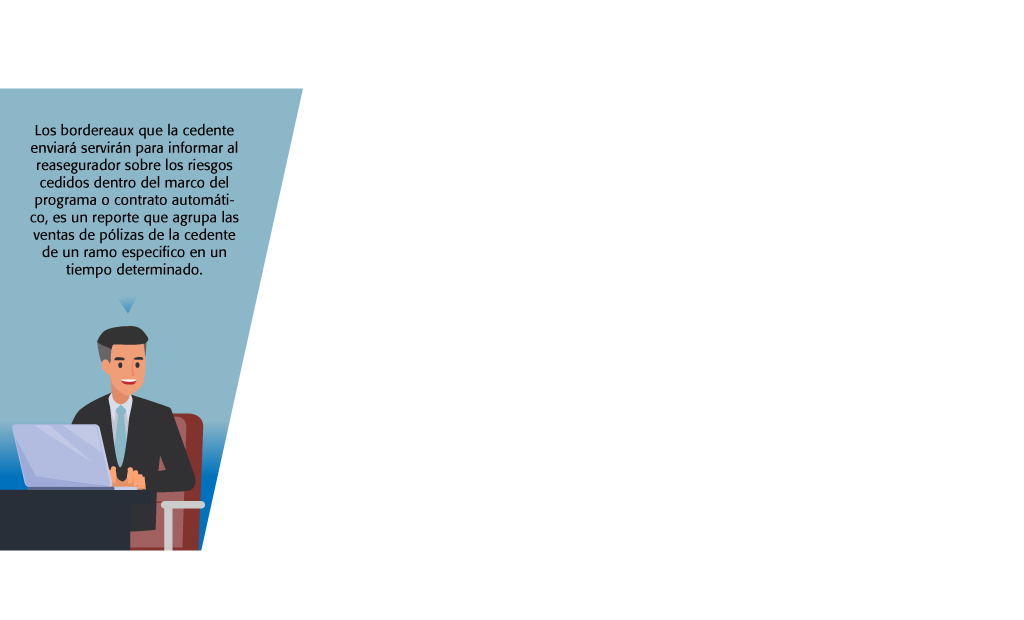 Los bordereaux que la cedente
enviará servirán para informar al
reasegurador sobre los riesgos
cedidos dentro del marco del
programa o contrato automáti-
co, es un reporte que agrupa las
ventas de pólizas de la cedente
de un ramo especifico en un
tiempo determinado.